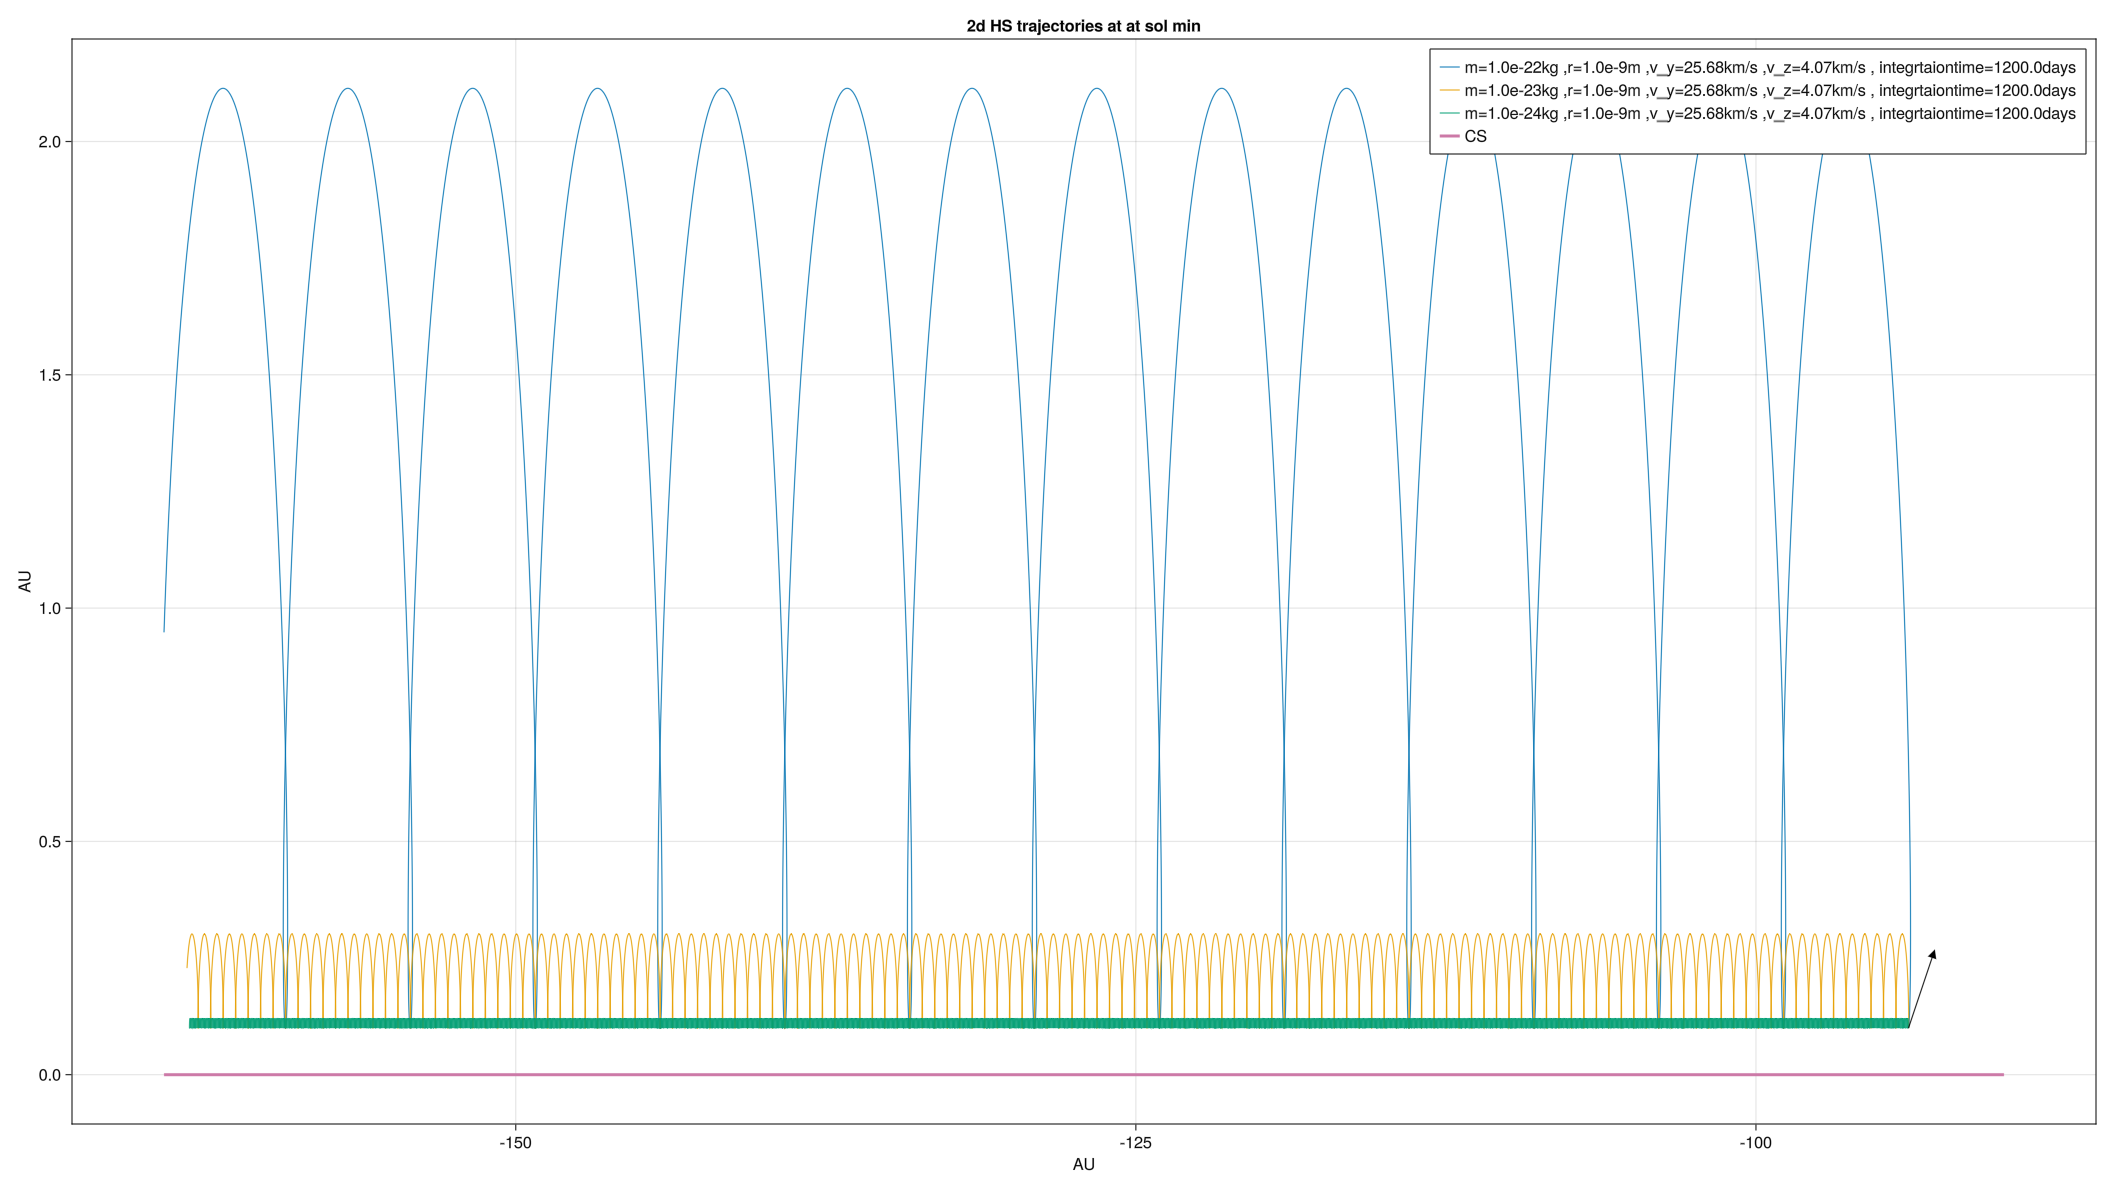 2d HS trajectories at at sol min
m=1.0e-22kg ,r=1.0e-9m ,v_y=25.68km/s ,v_z=4.07km/s , integrtaiontime=1200.0days
m=1.0e-23kg ,r=1.0e-9m ,v_y=25.68km/s ,v_z=4.07km/s , integrtaiontime=1200.0days
m=1.0e-24kg ,r=1.0e-9m ,v_y=25.68km/s ,v_z=4.07km/s , integrtaiontime=1200.0days
CS
2.0
1.5
1.0
0.5
0.0
AU
-150
-125
-100
AU